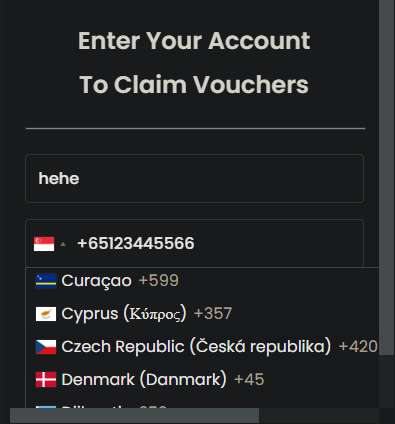 Enter Your Account
To Claim Vouchers
hehe
+65123445566
Curaçao +599
Cyprus (Κύπρος) +357
Czech Republic (Česká republika) +420
Denmark (Danmark) +45